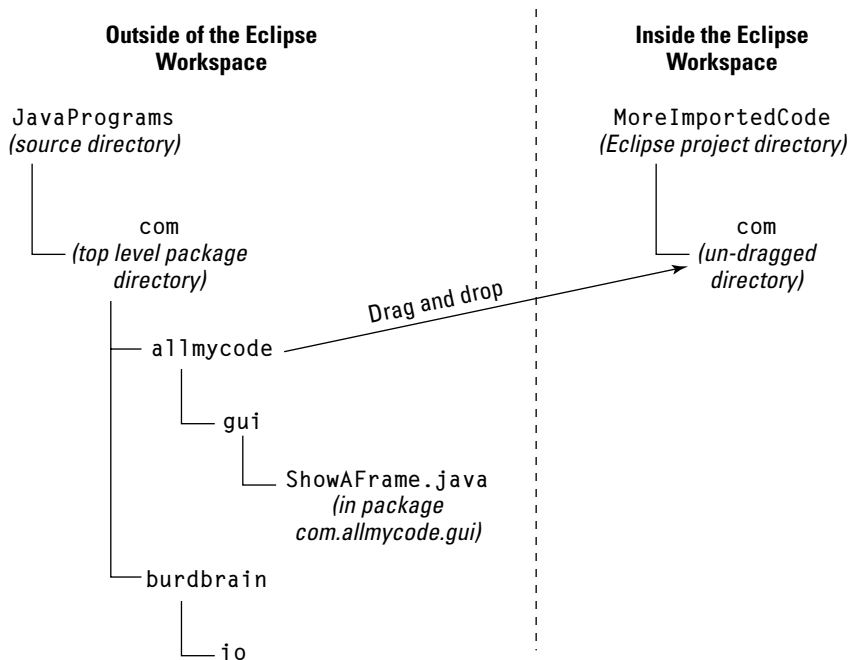 Outside of the Eclipse
Workspace
Inside the Eclipse
Workspace
JavaPrograms
(source directory)
MoreImportedCode
(Eclipse project directory)
com
(top level package
directory)
com
(un-dragged
directory)
Drag and drop
allmycode
gui
ShowAFrame.java
(in package
com.allmycode.gui)
burdbrain
io